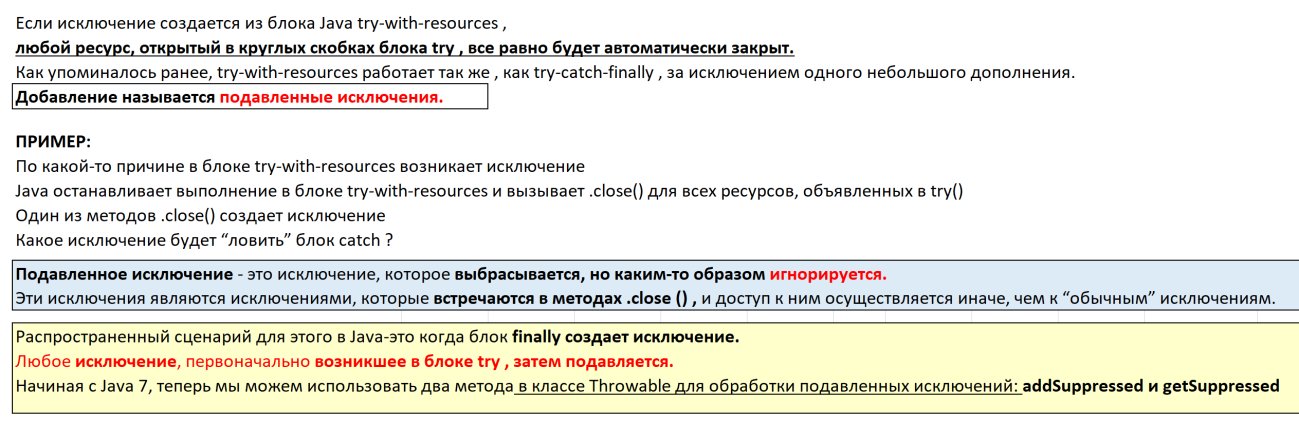 Если исключение создается из блока Java try-with-resources ,
любой ресурс, открытый в круглых скобках блока try , все равно будет автоматически закрыт.
Как упоминалось ранее, try-with-resources работает так же , как try-catch-finally , за исключением одного небольшого дополнения.
Добавление называется подавленные исключения.
ПРИМЕР:
По какой-то причине в блоке try-with-resources возникает исключение
Java останавливает выполнение в блоке try-with-resources и вызывает .close() для всех ресурсов, объявленных в try()
Один из методов .close() создает исключение
Какое исключение будет “ловить” блок catch ?
Подавленное исключение - это исключение, которое выбрасывается, но каким-то образом игнорируется.
Эти исключения являются исключениями, которые встречаются в методах .close () , и доступ к ним осуществляется иначе, чем к “обычным” исключениям.
Распространенный сценарий для этого в Java-это когда блок finally создает исключение.
Любое исключение, первоначально возникшее в блоке try , затем подавляется.
Начиная с Java 7, теперь мы можем использовать два метода в классе Throwable для обработки подавленных исключений: addSuppressed и getSuppressed